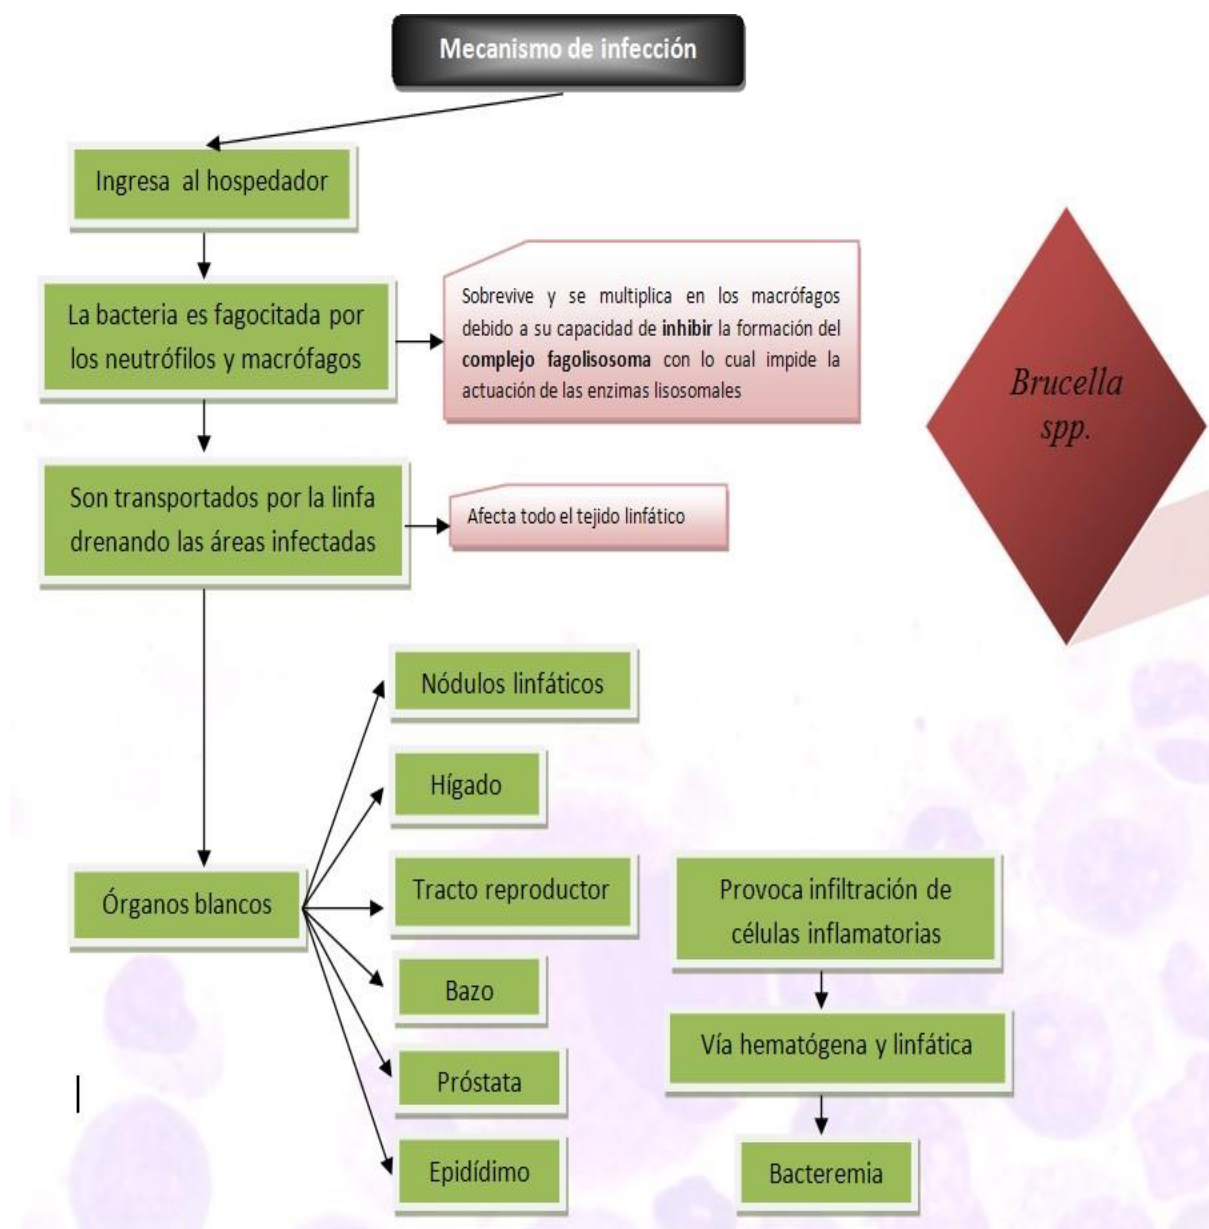 Mecanismo de infección
Ingresa al hospedador
La bacteria es fagocitada por
los neutrófilos y macrófagos
Sobrevive y se multiplica en los macrófagos
debido a su capacidad de inhibir la formación del
complejo fagolisosoma con lo cual impide la
actuación de las enzimas lisosomales
Brucella
spp.
Son transportados por la linfa
drenando las áreas infectadas
Afecta todo el tejido linfático
Órganos blancos
Nódulos linfáticos
Hígado
Tracto reproductor
Bazo
Próstata
Epidídimo
Provoca infiltración de
células inflamatorias
Vía hematógena y linfática
Bacteremia